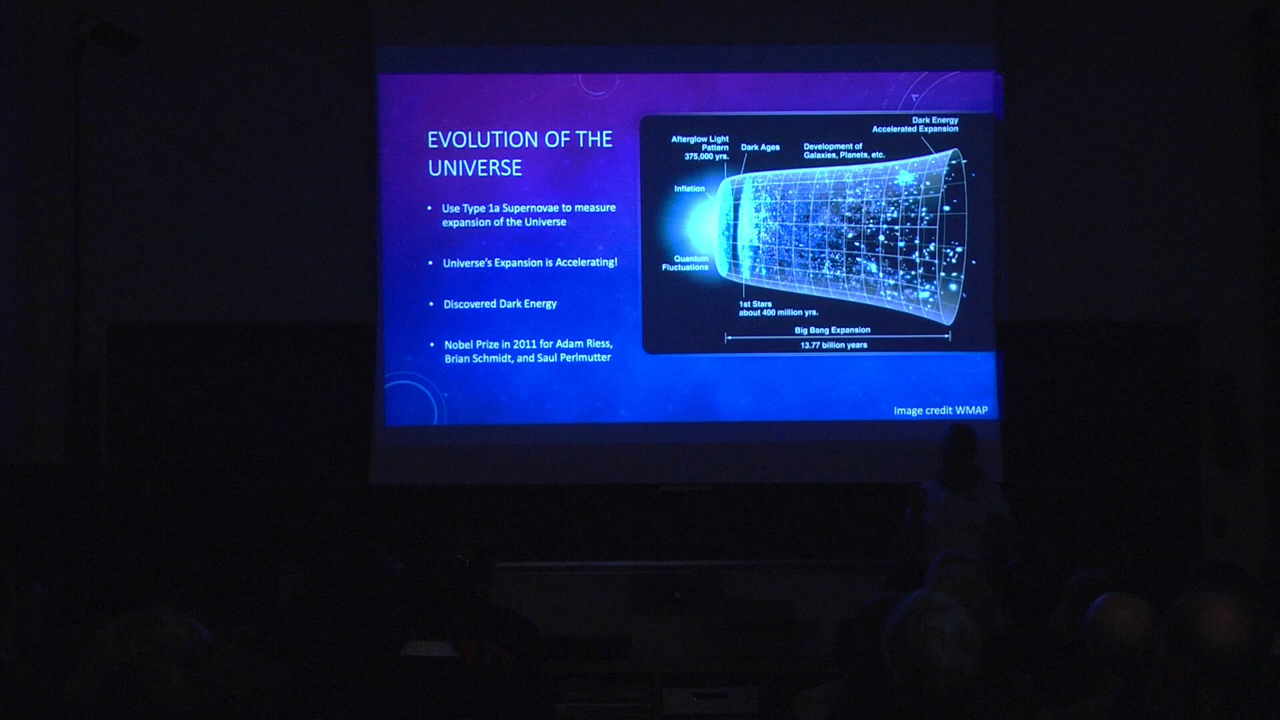 EVOLUTION OF THE
UNIVERSE
• Use Type 1a Supernovae to measure
expansion of the Universe
• Universe's Expansion is Accelerating!
• Discovered Dark Energy
• Nobel Prize in 2011 for Adam Riess,
Brian Schmidt, and Saul Perlmutter
Dark Energy
Accelerated Expansion
Afterglow Light
Pattern
375,000 yrs.
Dark Ages
Development of
Galaxies, Planets, etc.
Inflation
Quantum
Fluctuations
1st Stars
about 400 million yrs.
Big Bang Expansion
13.77 billion years
Image credit WMAP